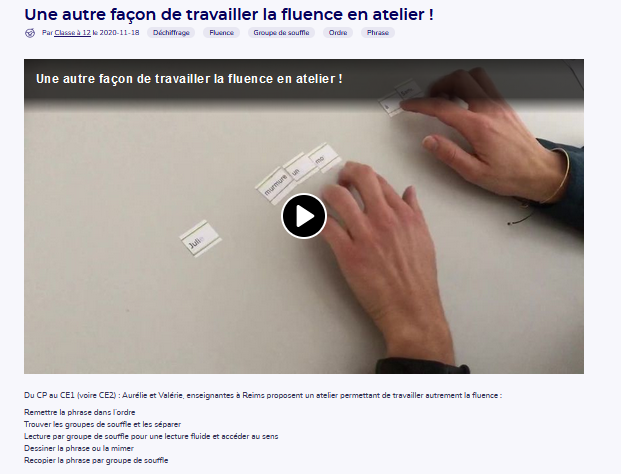 Une autre façon de travailler la fluence en atelier !
Par Classe à 12 le 2020-11-18 Déchiffrage Fluence Groupe de souffle Ordre Phrase
Une autre façon de travailler la fluence en atelier !
murmure
un
mo
Juli
Du CP au CE1 (voire CE2) : Aurélie et Valérie, enseignantes à Reims proposent un atelier permettant de travailler autrement la fluence :
Remettre la phrase dans l'ordre
Trouver les groupes de souffle et les séparer
Lecture par groupe de souffle pour une lecture fluide et accéder au sens
Dessiner la phrase ou la mimer
Recopier la phrase par groupe de souffle